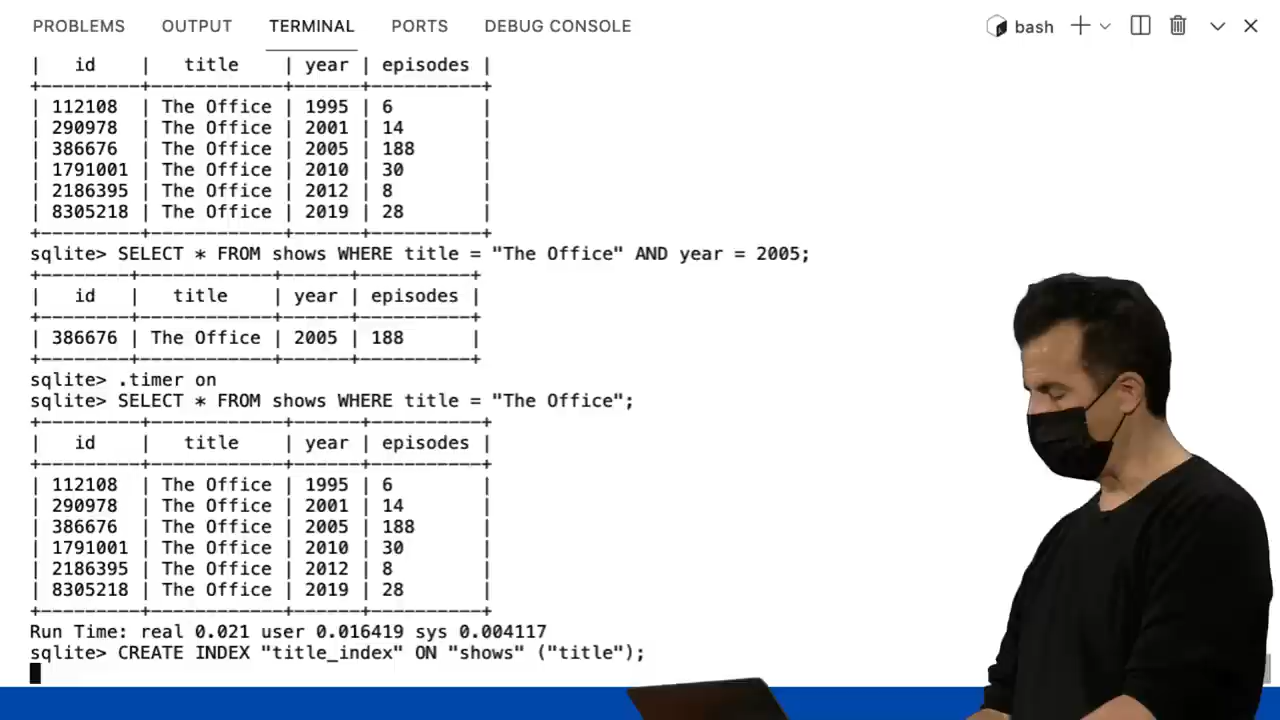 PROBLEMS OUTPUT TERMINAL PORTS DEBUG CONSOLE bash
| id | title | year | episodes |
+---------+------------+------+----------+
| 112108 | The Office | 1995 | 6 |
| 290978 | The Office | 2001 | 14 |
| 386676 | The Office | 2005 | 188 |
| 1791001 | The Office | 2010 | 30 |
| 2186395 | The Office | 2012 | 8 |
| 8305218 | The Office | 2019 | 28 |
+---------+------------+------+----------+
sqlite> SELECT * FROM shows WHERE title = "The Office" AND year = 2005;
+--------+------------+------+----------+
| id | title | year | episodes |
+--------+------------+------+----------+
| 386676 | The Office | 2005 | 188 |
+--------+------------+------+----------+
sqlite> .timer on
sqlite> SELECT * FROM shows WHERE title = "The Office";
+---------+------------+------+----------+
| id | title | year | episodes |
+---------+------------+------+----------+
| 112108 | The Office | 1995 | 6 |
| 290978 | The Office | 2001 | 14 |
| 386676 | The Office | 2005 | 188 |
| 1791001 | The Office | 2010 | 30 |
| 2186395 | The Office | 2012 | 8 |
| 8305218 | The Office | 2019 | 28 |
+---------+------------+------+----------+
Run Time: real 0.021 user 0.016419 sys 0.004117
sqlite> CREATE INDEX "title_index" ON "shows" ("title");